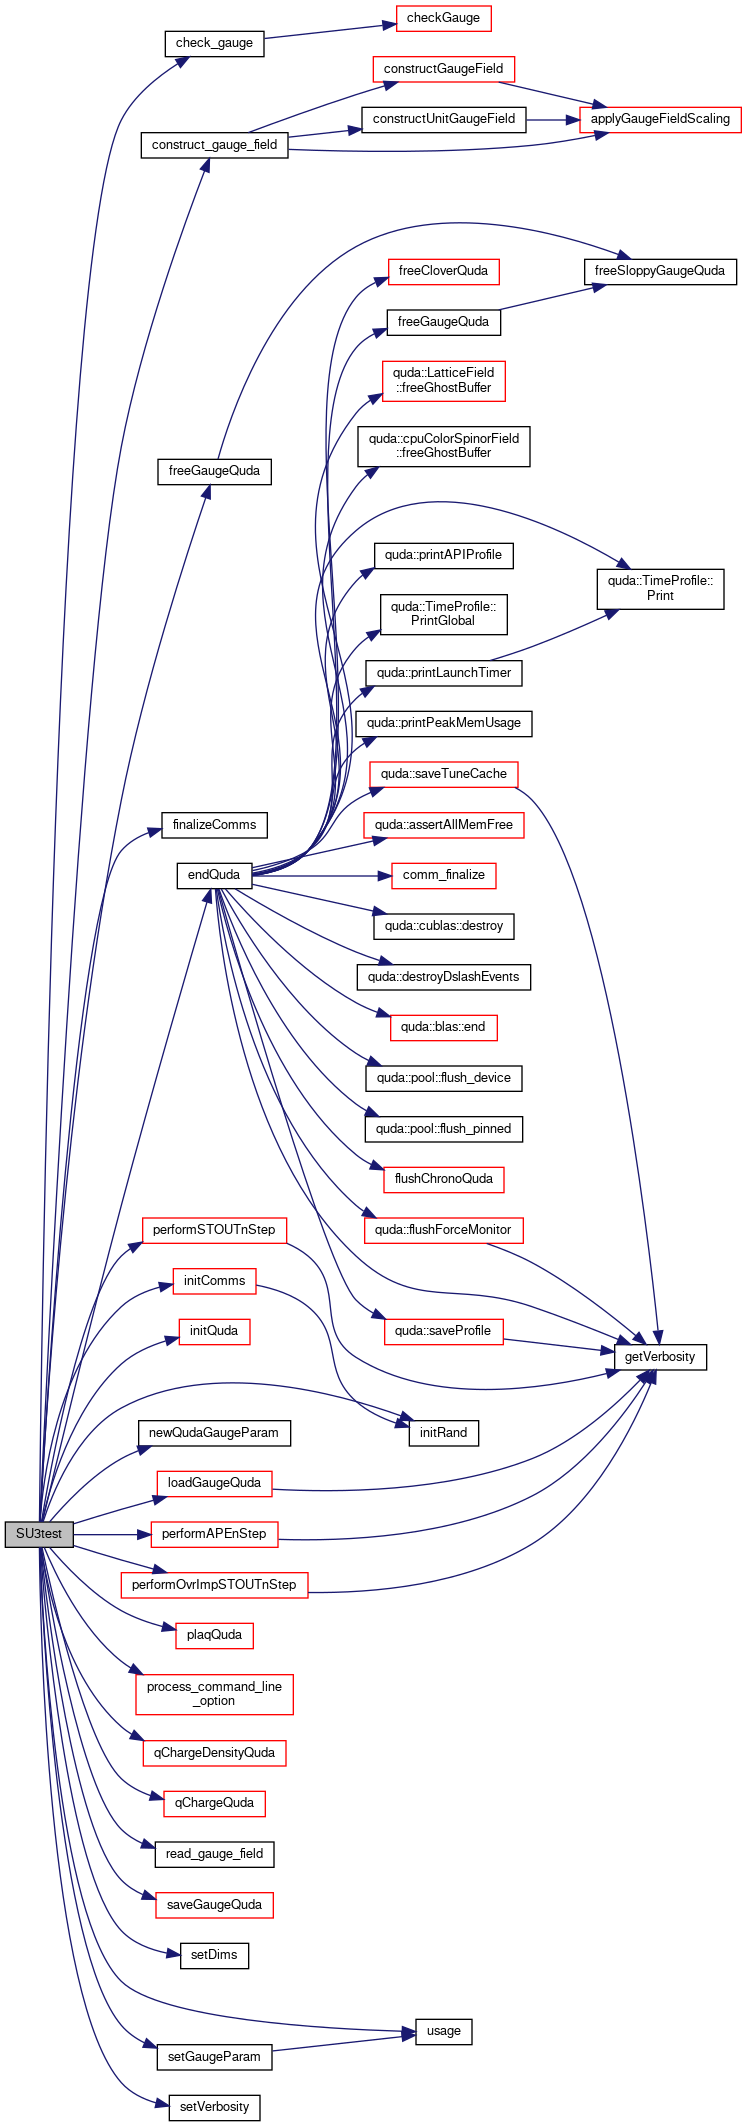 checkGauge
check_gauge
constructGaugeField
constructUnitGaugeField
applyGaugeFieldScaling
construct_gauge_field
freeCloverQuda
freeSloppyGaugeQuda
freeGaugeQuda
quda::LatticeField
::freeGhostBuffer
quda::cpuColorSpinorField
::freeGhostBuffer
freeGaugeQuda
quda::printAPIProfile
quda::TimeProfile::
Print
quda::TimeProfile::
PrintGlobal
quda::printLaunchTimer
quda::printPeakMemUsage
quda::saveTuneCache
finalizeComms
quda::assertAllMemFree
endQuda
comm_finalize
quda::cublas::destroy
quda::destroyDslashEvents
quda::blas::end
quda::pool::flush_device
quda::pool::flush_pinned
flushChronoQuda
performSTOUTnStep
quda::flushForceMonitor
initComms
initQuda
quda::saveProfile
getVerbosity
newQudaGaugeParam
initRand
loadGaugeQuda
SU3test
performAPEnStep
performOvrImpSTOUTnStep
plaqQuda
process_command_line
_option
qChargeDensityQuda
qChargeQuda
read_gauge_field
saveGaugeQuda
setDims
usage
setGaugeParam
setVerbosity